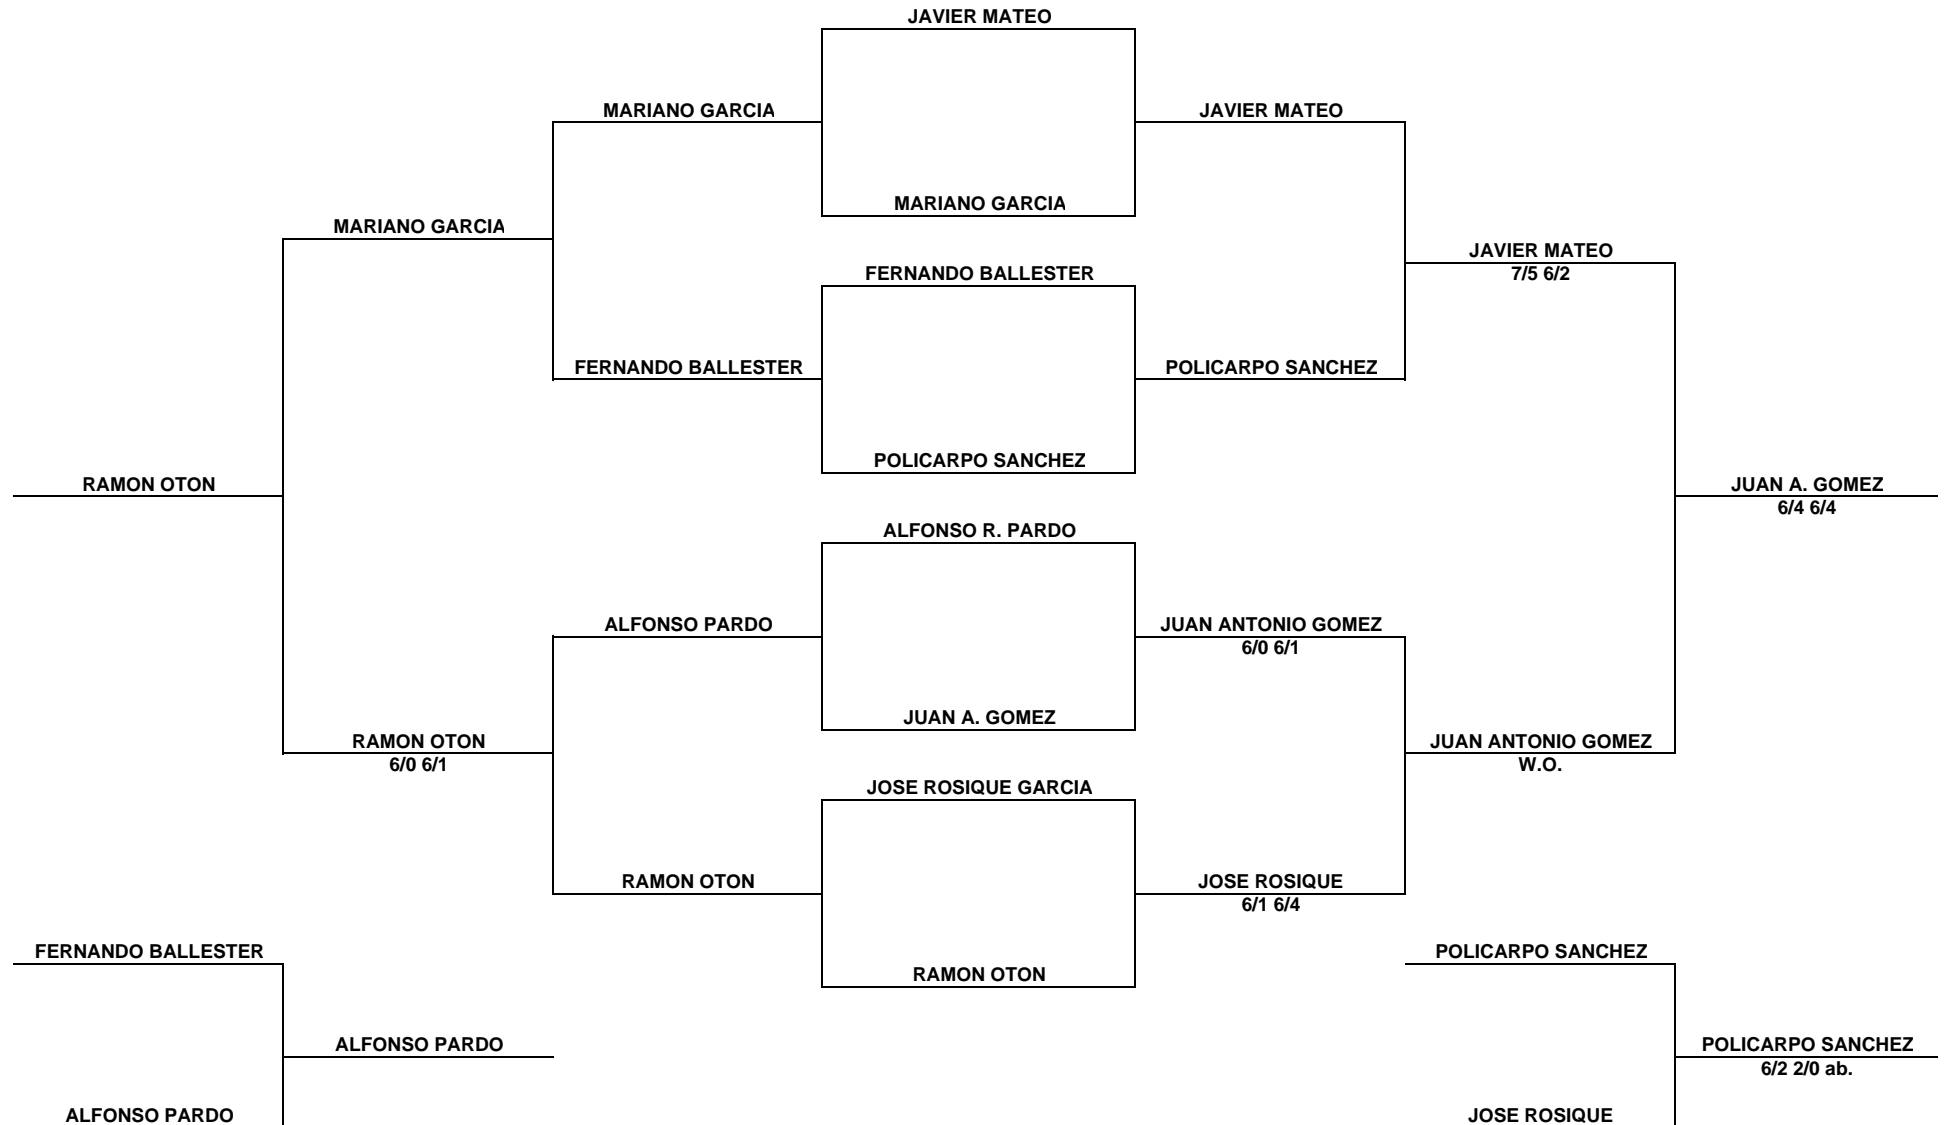 JAVIER MATEO
MARIANO GARCIA
JAVIER MATEO
MARIANO GARCIA
MARIANO GARCIA
JAVIER MATEO
7/5 6/2
FERNANDO BALLESTER
FERNANDO BALLESTER
POLICARPO SANCHEZ
POLICARPO SANCHEZ
RAMON OTON
JUAN A. GOMEZ
6/4 6/4
ALFONSO R. PARDO
ALFONSO PARDO
JUAN ANTONIO GOMEZ
6/0 6/1
JUAN A. GOMEZ
RAMON OTON
6/0 6/1
JUAN ANTONIO GOMEZ
W.O.
JOSE ROSIQUE GARCIA
RAMON OTON
JOSE ROSIQUE
6/1 6/4
FERNANDO BALLESTER
POLICARPO SANCHEZ
RAMON OTON
ALFONSO PARDO
POLICARPO SANCHEZ
6/2 2/0 ab.
ALFONSO PARDO
JOSE ROSIQUE